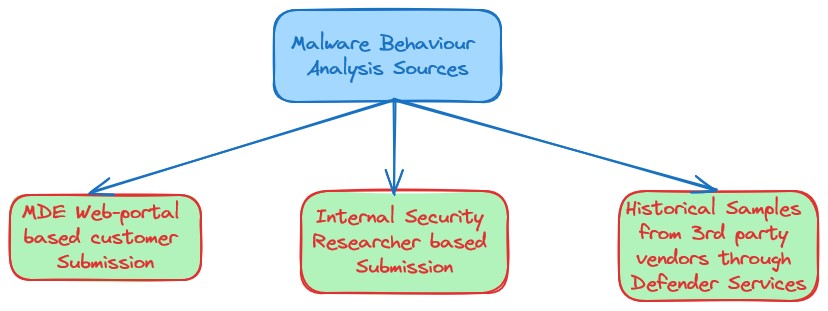 Malware Behaviour
Analysis Sources
MDE Web-portal
based customer
Submission
Internal Security
Researcher based
Submission
Historical Samples
from 3rd party
vendors through
Defender Services